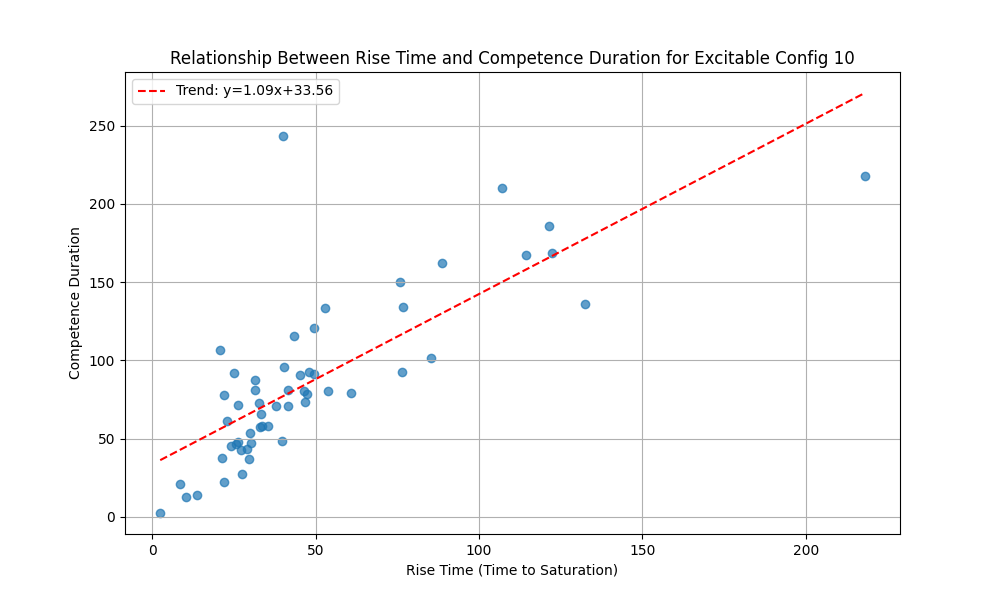 Relationship Between Rise Time and Competence Duration for Excitable Config 10
Trend: y=1.09x+33.56
Competence Duration
250
200
150
100
50
0
0 50 100 150 200
Rise Time (Time to Saturation)